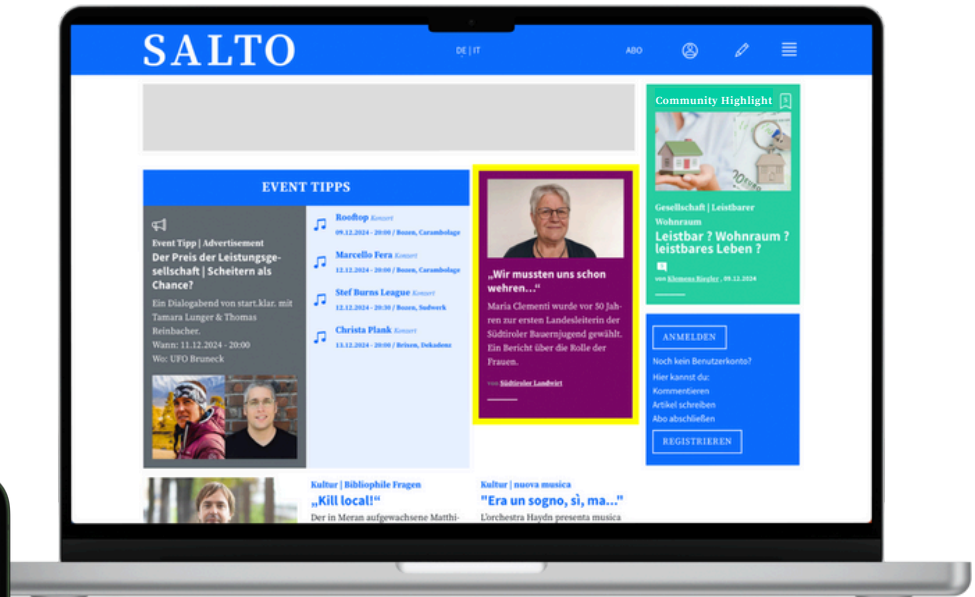 SALTO
DE | IT
ABO
EVENT TIPPS
Event Tipp | Advertisement
Der Preis der Leistungsge-
sellschaft | Scheitern als
Chance?
Ein Dialogabend von start.klar. mit
Tamara Lunger & Thomas
Reinbacher.
Wann: 11.12.2024 - 20:00
Wo: UFO Bruneck
Rooftop Konzert
09.12.2024 - 20:00 / Bozen, Carambolage
Marcello Fera Konzert
12.12.2024 - 20:00 / Bozen, Carambolage
Stef Burns League Konzert
12.12.2024 - 20:30 / Bozen, Sudwerk
Christa Plank Konzert
13.12.2024 - 20:00 / Brixen, Dekadenz
„Wir mussten uns schon
wehren…“
Maria Clementi wurde vor 50 Jah-
ren zur ersten Landesleiterin der
Südtiroler Bauernjugend gewählt.
Ein Bericht über die Rolle der
Frauen.
von Südtiroler Landwirt
Community Highlight
Gesellschaft | Leistbarer
Wohnraum
Leistbar ? Wohnraum ?
leistbares Leben ?
von Klemens Riegler , 09.12.2024
ANMELDEN
Noch kein Benutzerkonto?
Hier kannst du:
Kommentieren
Artikel schreiben
Abo abschließen
REGISTRIEREN
Kultur | Bibliophile Fragen
„Kill local!“
Der in Meran aufgewachsene Matthi-
Kultur | nuova musica
"Era un sogno, sì, ma..."
L'orchestra Haydn presenta musica